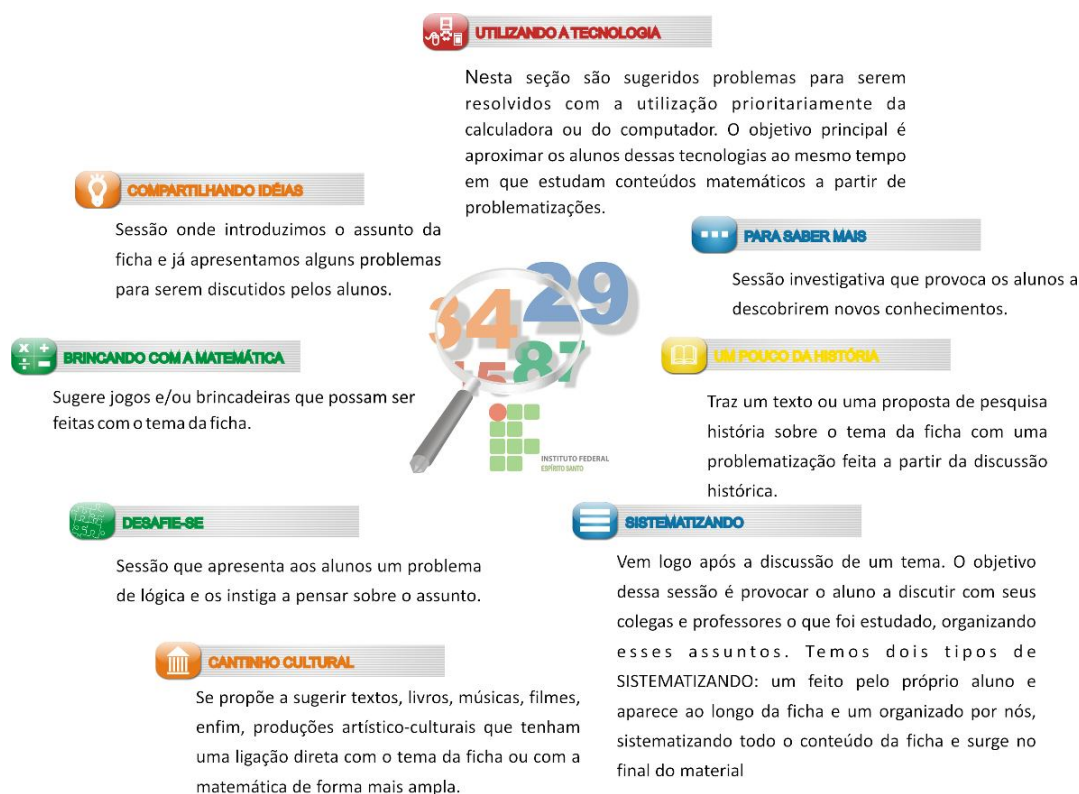 UTILIZANDO A TECNOLOGIA
Nesta seção são sugeridos problemas para serem
resolvidos com a utilização prioritariamente da
calculadora ou do computador. O objetivo principal é
aproximar os alunos dessas tecnologias ao mesmo tempo
em que estudam conteúdos matemáticos a partir de
problematizações.
COMPARTILHANDO IDÉIAS
Sessão onde introduzimos o assunto da
ficha e já apresentamos alguns problemas
para serem discutidos pelos alunos.
PARA SABER MAIS
Sessão investigativa que provoca os alunos a
descobrirem novos conhecimentos.
34 29
15 87
INSTITUTO FEDERAL
ESPÍRITO SANTO
BRINCANDO COM A MATEMÁTICA
Sugere jogos e/ou brincadeiras que possam ser
feitas com o tema da ficha.
UM POUCO DA HISTÓRIA
Traz um texto ou uma proposta de pesquisa
história sobre o tema da ficha com uma
problematização feita a partir da discussão
histórica.
DESAFIE-SE
Sessão que apresenta aos alunos um problema
de lógica e os instiga a pensar sobre o assunto.
SISTEMATIZANDO
Vem logo após a discussão de um tema. O objetivo
dessa sessão é provocar o aluno a discutir com seus
colegas e professores o que foi estudado, organizando
esses assuntos. Temos dois tipos de
SISTEMATIZANDO: um feito pelo próprio aluno e
aparece ao longo da ficha e um organizado por nós,
sistematizando todo o conteúdo da ficha e surge no
final do material
CANTINHO CULTURAL
Se propõe a sugerir textos, livros, músicas, filmes,
enfim, produções artístico-culturais que tenham
uma ligação direta com o tema da ficha ou com a
matemática de forma mais ampla.